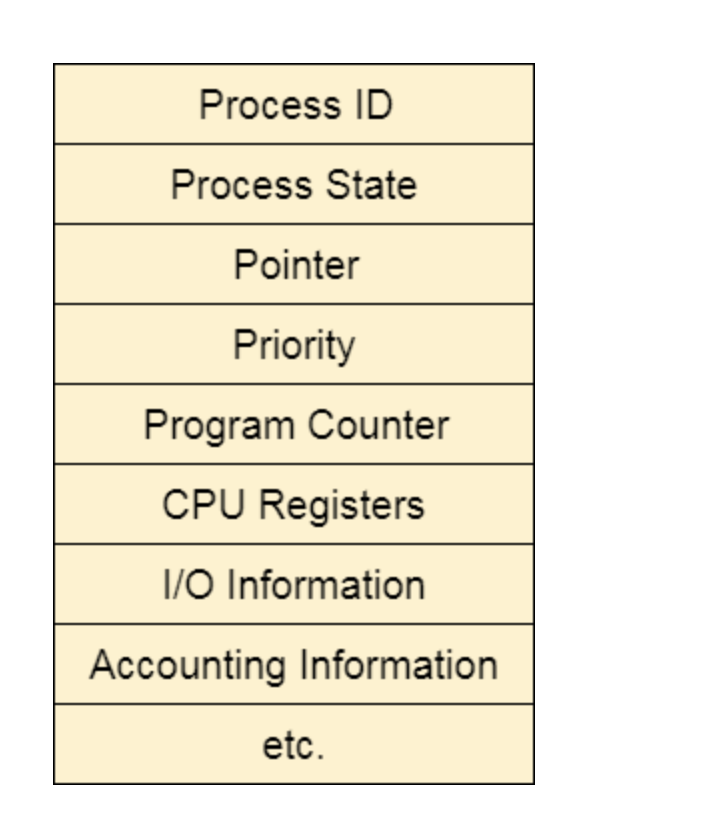 Process ID
Process State
Pointer
Priority
Program Counter
CPU Registers
I/O Information
Accounting Information
etc.